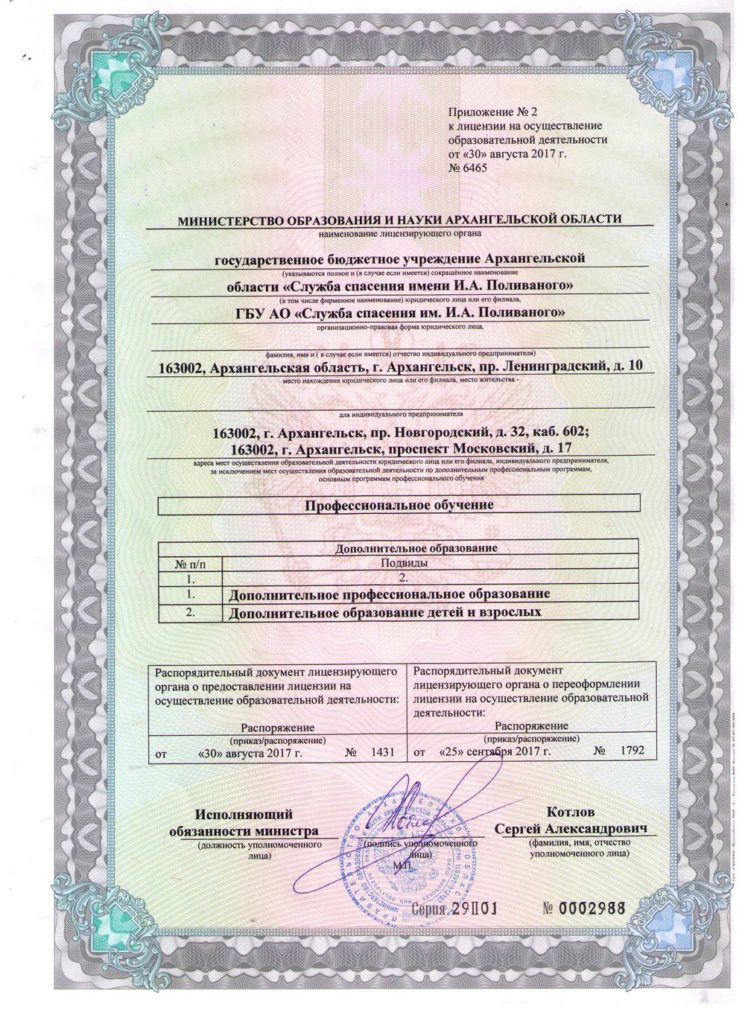 Приложение № 2
к лицензии на осуществление
образовательной деятельности
от «30» августа 2017 г.
№ 6465
МИНИСТЕРСТВО ОБРАЗОВАНИЯ И НАУКИ АРХАНГЕЛЬСКОЙ ОБЛАСТИ
наименование лицензирующего органа
государственное бюджетное учреждение Архангельской
(указываются полное и (в случае если имеется) сокращённое наименование
области «Служба спасения имени И.А. Поливаного»
(в том числе фирменное наименование) юридического лица или его филиала,
ГБУ АО «Служба спасения им. И.А. Поливаного»
организационно-правовая форма юридического лица,
фамилия, имя и ( в случае если имеется) отчество индивидуального предпринимателя)
163002, Архангельская область, г. Архангельск, пр. Ленинградский, д. 10
место нахождения юридического лица или его филиала, место жительства -
для индивидуального предпринимателя
163002, г. Архангельск, пр. Новгородский, д. 32, каб. 602;
163002, г. Архангельск, проспект Московский, д. 17
адреса мест осуществления образовательной деятельности юридического лица или его филиала, индивидуального предпринимателя,
за исключением мест осуществления образовательной деятельности по дополнительным профессиональным программам,
основным программам профессионального обучения
Профессиональное обучение
Дополнительное образование
№ п/п Подвиды
1. 2.
1. Дополнительное профессиональное образование
2. Дополнительное образование детей и взрослых
Распорядительный документ лицензирующего
органа о предоставлении лицензии на
осуществление образовательной деятельности:
Распоряжение
(приказ/распоряжение)
от «30» августа 2017 г. № 1431
Распорядительный документ
лицензирующего органа о переоформлении
лицензии на осуществление образовательной
деятельности:
Распоряжение
(приказ/распоряжение)
от «25» сентября 2017 г. № 1792
Исполняющий
обязанности министра
(должность уполномоченного
лица)
(подпись уполномоченного
лица)
М.П.
Котлов
Сергей Александрович
(фамилия, имя, отчество
уполномоченного лица)
Серия 29П01 № 0002988